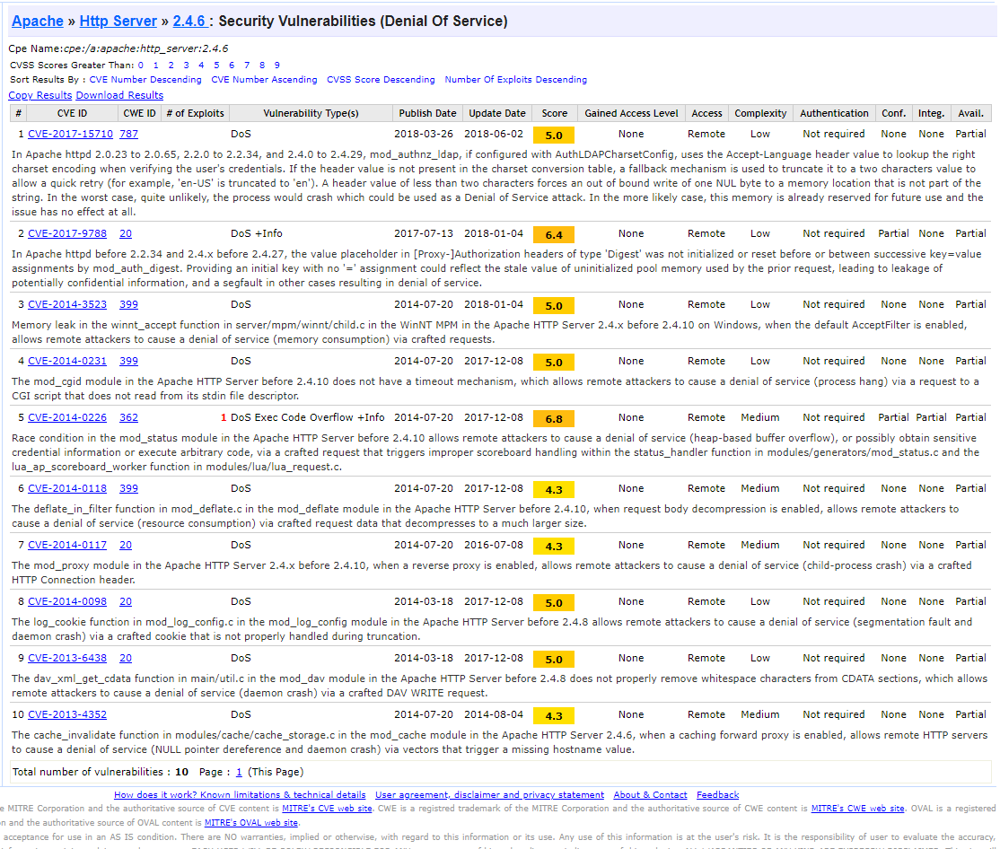 Apache » Http Server » 2.4.6 : Security Vulnerabilities (Denial Of Service)
Cpe Name:cpe:/a:apache:http_server:2.4.6
CVSS Scores Greater Than: 0 1 2 3 4 5 6 7 8 9
Sort Results By : CVE Number Descending CVE Number Ascending CVSS Score Descending Number Of Exploits Descending
Copy Results Download Results
# CVE ID CWE ID # of Exploits Vulnerability Type(s) Publish Date Update Date Score Gained Access Level Access Complexity Authentication Conf. Integ. Avail.
1 CVE-2017-15710 787 DoS 2018-03-26 2018-06-02 5.0 None Remote Low Not required None None Partial
In Apache httpd 2.0.23 to 2.0.65, 2.2.0 to 2.2.34, and 2.4.0 to 2.4.29, mod_authnz_ldap, if configured with AuthLDAPCharsetConfig, uses the Accept-Language header value to lookup the right
charset encoding when verifying the user's credentials. If the header value is not present in the charset conversion table, a fallback mechanism is used to truncate it to a two characters value to
allow a quick retry (for example, 'en-US' is truncated to 'en'). A header value of less than two characters forces an out of bound write of one NUL byte to a memory location that is not part of the
string. In the worst case, quite unlikely, the process would crash which could be used as a Denial of Service attack. In the more likely case, this memory is already reserved for future use and the
issue has no effect at all.
2 CVE-2017-9788 20 DoS +Info 2017-07-13 2018-01-04 6.4 None Remote Low Not required Partial None Partial
In Apache httpd before 2.2.34 and 2.4.x before 2.4.27, the value placeholder in [Proxy-]Authorization headers of type 'Digest' was not initialized or reset before or between successive key=value
assignments by mod_auth_digest. Providing an initial key with no '=' assignment could reflect the stale value of uninitialized pool memory used by the prior request, leading to leakage of
potentially confidential information, and a segfault in other cases resulting in denial of service.
3 CVE-2014-3523 399 DoS 2014-07-20 2018-01-04 5.0 None Remote Low Not required None None Partial
Memory leak in the winnt_accept function in server/mpm/winnt/child.c in the WinNT MPM in the Apache HTTP Server 2.4.x before 2.4.10 on Windows, when the default AcceptFilter is enabled,
allows remote attackers to cause a denial of service (memory consumption) via crafted requests.
4 CVE-2014-0231 399 DoS 2014-07-20 2017-12-08 5.0 None Remote Low Not required None None Partial
The mod_cgid module in the Apache HTTP Server before 2.4.10 does not have a timeout mechanism, which allows remote attackers to cause a denial of service (process hang) via a request to a
CGI script that does not read from its stdin file descriptor.
5 CVE-2014-0226 362 1 DoS Exec Code Overflow +Info 2014-07-20 2017-12-08 6.8 None Remote Medium Not required Partial Partial Partial
Race condition in the mod_status module in the Apache HTTP Server before 2.4.10 allows remote attackers to cause a denial of service (heap-based buffer overflow), or possibly obtain sensitive
credential information or execute arbitrary code, via a crafted request that triggers improper scoreboard handling within the status_handler function in modules/generators/mod_status.c and the
lua_ap_scoreboard_worker function in modules/lua/lua_request.c.
6 CVE-2014-0118 399 DoS 2014-07-20 2017-12-08 4.3 None Remote Medium Not required None None Partial
The deflate_in_filter function in mod_deflate.c in the mod_deflate module in the Apache HTTP Server before 2.4.10, when request body decompression is enabled, allows remote attackers to
cause a denial of service (resource consumption) via crafted request data that decompresses to a much larger size.
7 CVE-2014-0117 20 DoS 2014-07-20 2016-07-08 4.3 None Remote Medium Not required None None Partial
The mod_proxy module in the Apache HTTP Server 2.4.x before 2.4.10, when a reverse proxy is enabled, allows remote attackers to cause a denial of service (child-process crash) via a crafted
HTTP Connection header.
8 CVE-2014-0098 20 DoS 2014-03-18 2017-12-08 5.0 None Remote Low Not required None None Partial
The log_cookie function in mod_log_config.c in the mod_log_config module in the Apache HTTP Server before 2.4.8 allows remote attackers to cause a denial of service (segmentation fault and
daemon crash) via a crafted cookie that is not properly handled during truncation.
9 CVE-2013-6438 20 DoS 2014-03-18 2017-12-08 5.0 None Remote Low Not required None None Partial
The dav_xml_get_cdata function in main/util.c in the mod_dav module in the Apache HTTP Server before 2.4.8 does not properly remove whitespace characters from CDATA sections, which allows
remote attackers to cause a denial of service (daemon crash) via a crafted DAV WRITE request.
10 CVE-2013-4352 DoS 2014-07-20 2014-08-04 4.3 None Remote Medium Not required None None Partial
The cache_invalidate function in modules/cache/cache_storage.c in the mod_cache module in the Apache HTTP Server 2.4.6, when a caching forward proxy is enabled, allows remote HTTP servers
to cause a denial of service (NULL pointer dereference and daemon crash) via vectors that trigger a missing hostname value.
Total number of vulnerabilities : 10 Page : 1 (This Page)
How does it work? Known limitations & technical details User agreement, disclaimer and privacy statement About & Contact Feedback
e MITRE Corporation and the authoritative source of CVE content is MITRE's CVE web site. CWE is a registred trademark of the MITRE Corporation and the authoritative source of CWE content is MITRE's CWE web site. OVAL is a registered
n and the authoritative source of OVAL content is MITRE's OVAL web site.
acceptance for use in an AS IS condition. There are NO warranties, implied or otherwise, with regard to this information or its use. Any use of this information is at the user's risk. It is the responsibility of user to evaluate the accuracy,